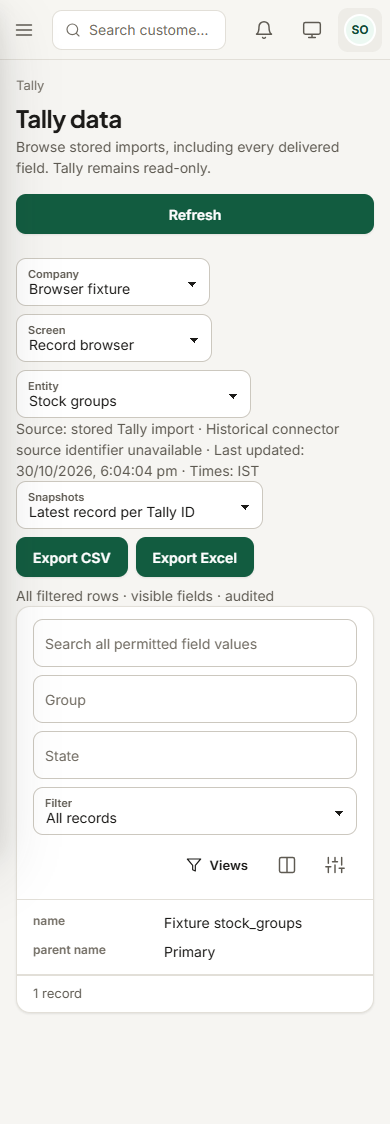 Search custome...
SO
Tally
Tally data
Browse stored imports, including every delivered
field. Tally remains read-only.
Refresh
Company
Browser fixture
Screen
Record browser
Entity
Stock groups
Source: stored Tally import · Historical connector
source identifier unavailable · Last updated:
30/10/2026, 6:04:04 pm · Times: IST
Snapshots
Latest record per Tally ID
Export CSV
Export Excel
All filtered rows · visible fields · audited
Search all permitted field values
Group
State
Filter
All records
Views
name
Fixture stock_groups
parent name
Primary
1 record